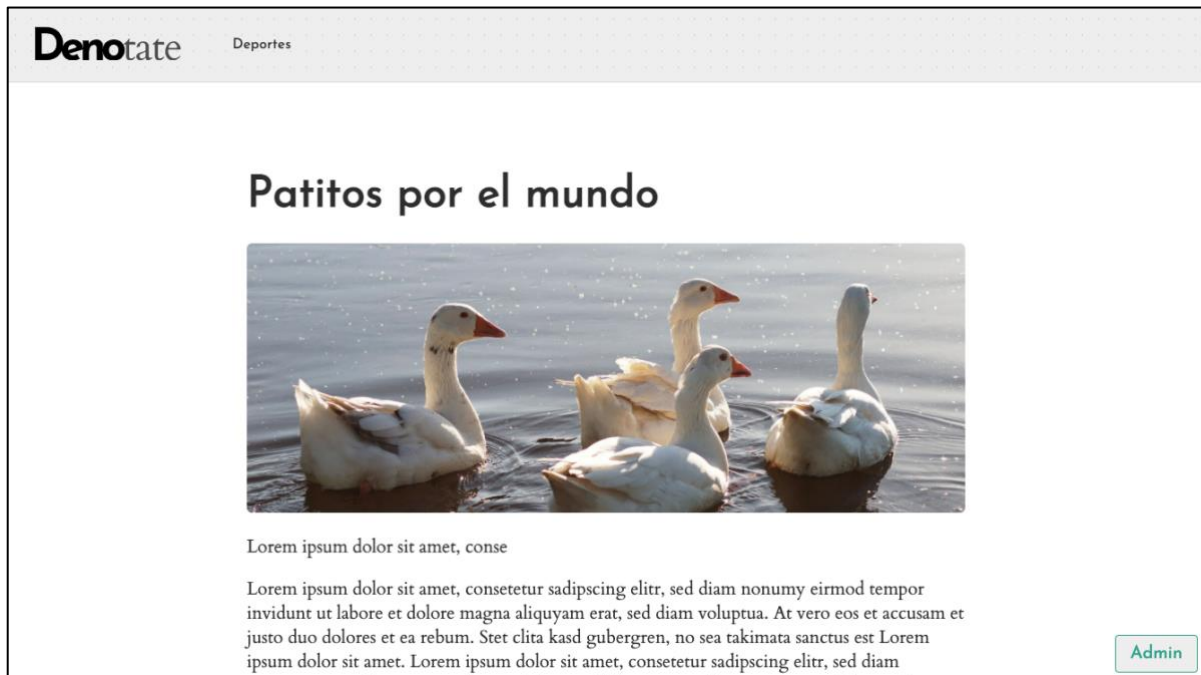 Denotate
Deportes
Patitos por el mundo
Lorem ipsum dolor sit amet, conse
Lorem ipsum dolor sit amet, consetetur sadipscing elitr, sed diam nonumy eirmod tempor
invidunt ut labore et dolore magna aliquyam erat, sed diam voluptua. At vero eos et accusam et
justo duo dolores et ea rebum. Stet clita kasd gubergren, no sea takimata sanctus est Lorem
ipsum dolor sit amet. Lorem ipsum dolor sit amet, consetetur sadipscing elitr, sed diam
Admin